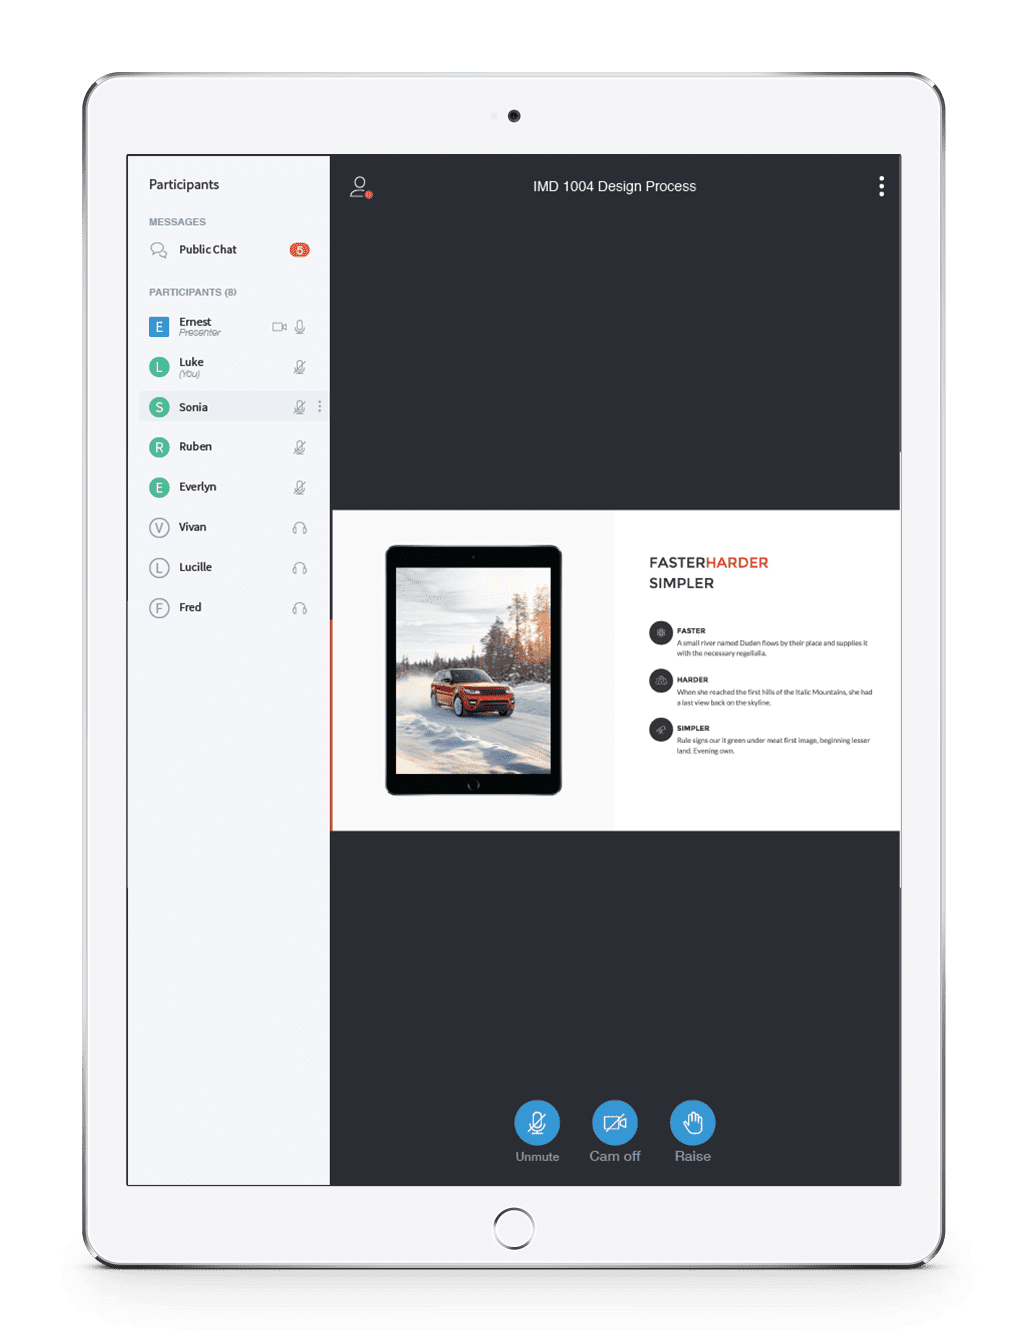 Participants
MESSAGES
Public Chat
5
PARTICIPANTS (8)
E
Ernest
Presenter
L
Luke
(You)
S
Sonia
R
Ruben
E
Everlyn
V
Vivan
L
Lucille
F
Fred
IMD 1004 Design Process
FASTERHARDER
SIMPLER
FASTER
A small river named Duden flows by their place and supplies it
with the necessary regelialia.
HARDER
When she reached the first hills of the Italic Mountains, she had
a last view back on the skyline.
SIMPLER
Rule signs our it green under meat first image, beginning lesser
land. Evening own.
Unmute
Cam off
Raise